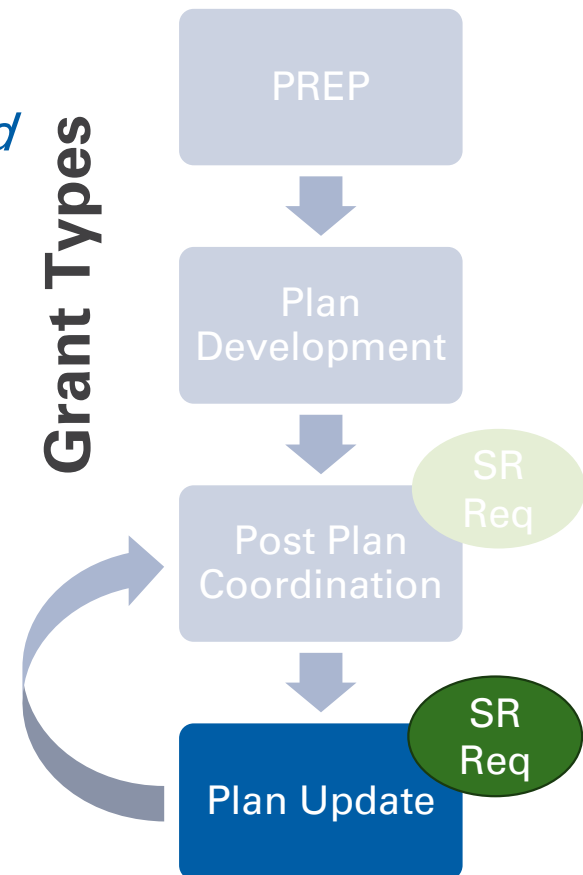 Grant Types
PREP
Plan
Development
SR
Req
Post Plan
Coordination
SR
Req
Plan Update